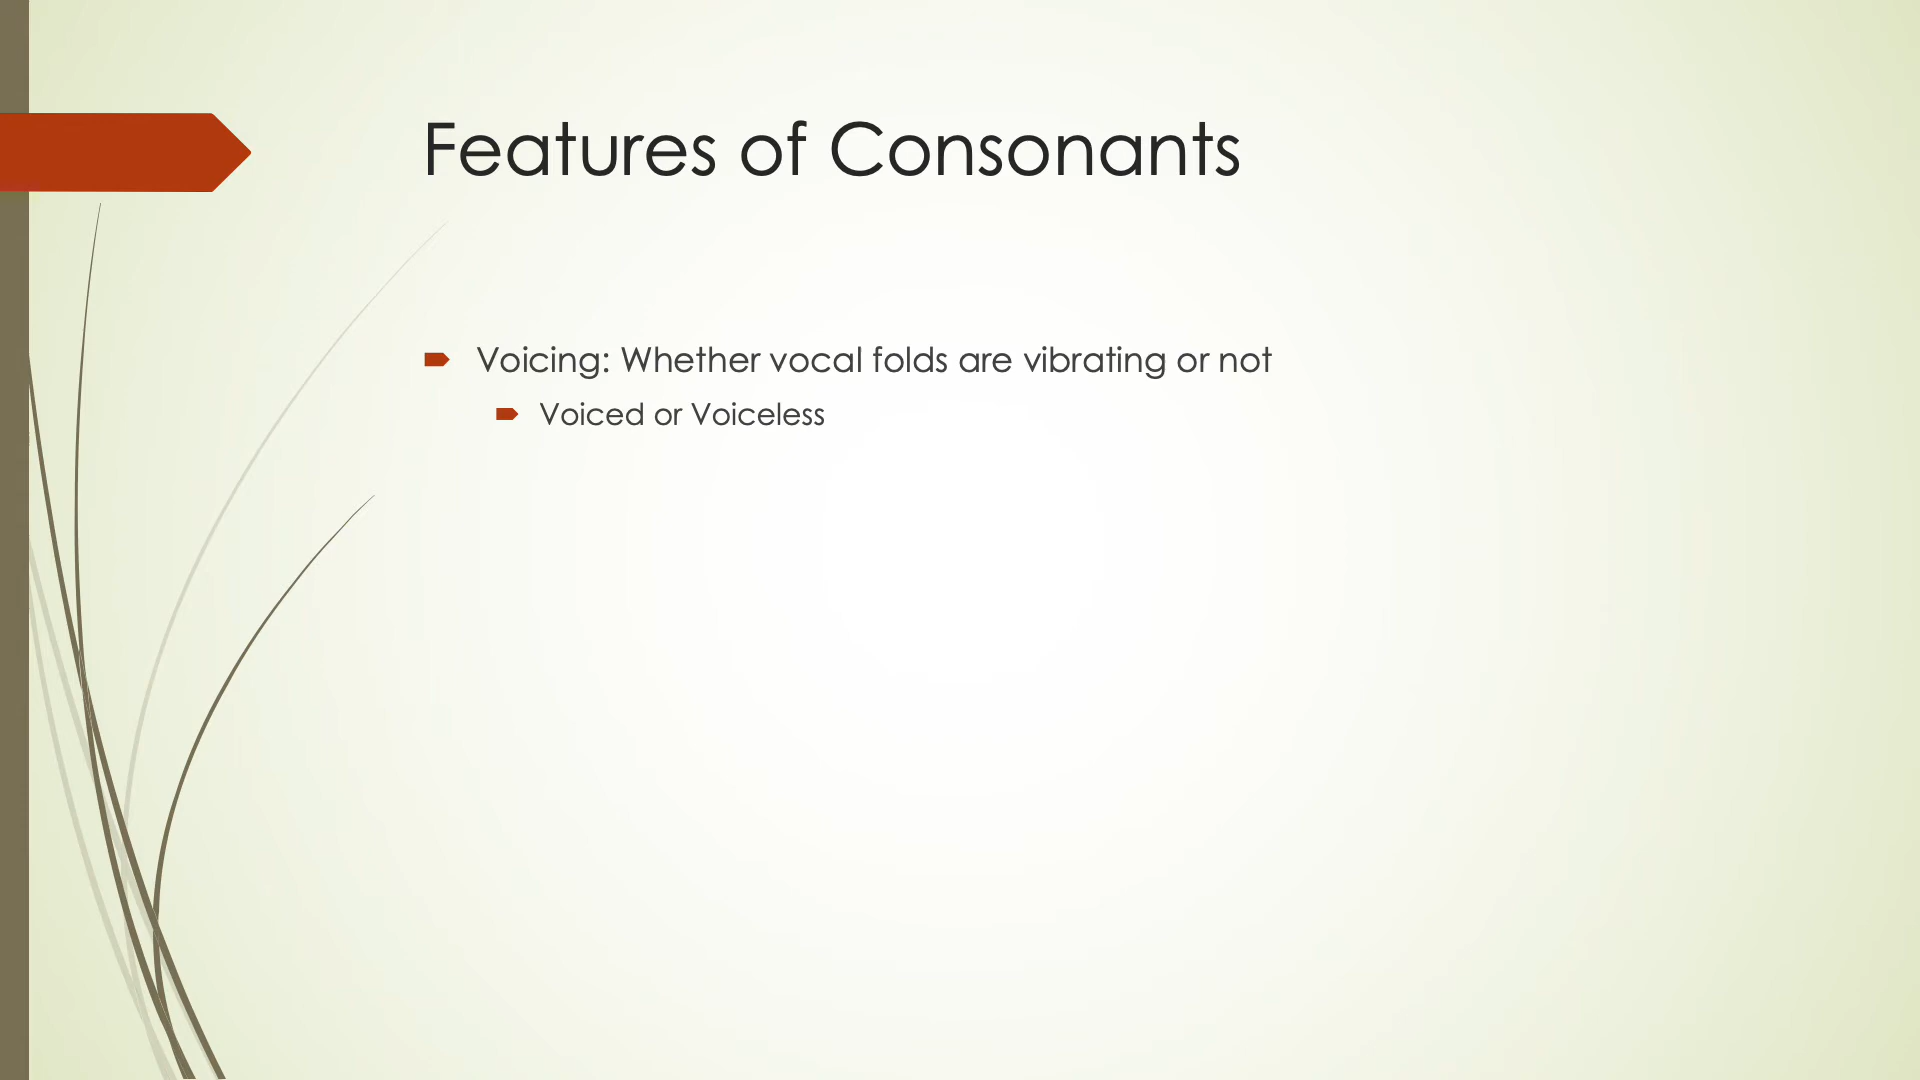 Features of Consonants
Voicing: Whether vocal folds are vibrating or not
Voiced or Voiceless